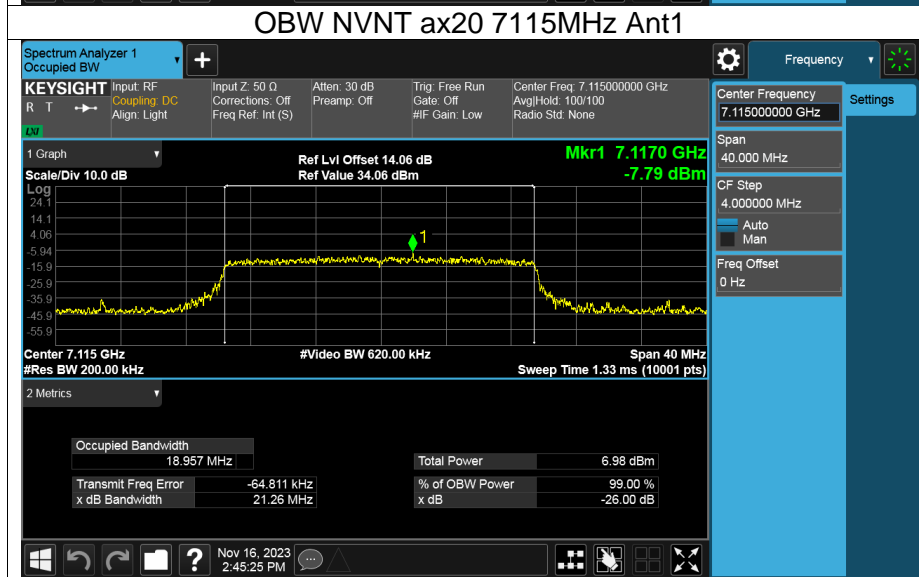 OBW NVNT ax20 7115MHz Ant1
Spectrum Analyzer 1
Occupied BW
+
Frequency
KEYSIGHT
R T
LXI
Input: RF
Coupling: DC
Align: Light
Input Z: 50 Ω
Corrections: Off
Freq Ref: Int (S)
Atten: 30 dB
Preamp: Off
Trig: Free Run
Gate: Off
#IF Gain: Low
Center Freq: 7.115000000 GHz
Avg|Hold: 100/100
Radio Std: None
Center Frequency
7.115000000 GHz
Settings
Span
40.000 MHz
CF Step
4.000000 MHz
Auto
Man
Freq Offset
0 Hz
1 Graph
Scale/Div 10.0 dB
Ref Lvl Offset 14.06 dB
Ref Value 34.06 dBm
Mkr1 7.1170 GHz
-7.79 dBm
Log
24.1
14.1
4.06
-5.94
-15.9
-25.9
-35.9
-45.9
-55.9
1
Center 7.115 GHz
#Res BW 200.00 kHz
#Video BW 620.00 kHz
Span 40 MHz
Sweep Time 1.33 ms (10001 pts)
2 Metrics
Occupied Bandwidth
18.957 MHz
Total Power 6.98 dBm
Transmit Freq Error -64.811 kHz
% of OBW Power 99.00 %
x dB Bandwidth 21.26 MHz
x dB -26.00 dB
?
Nov 16, 2023
2:45:25 PM